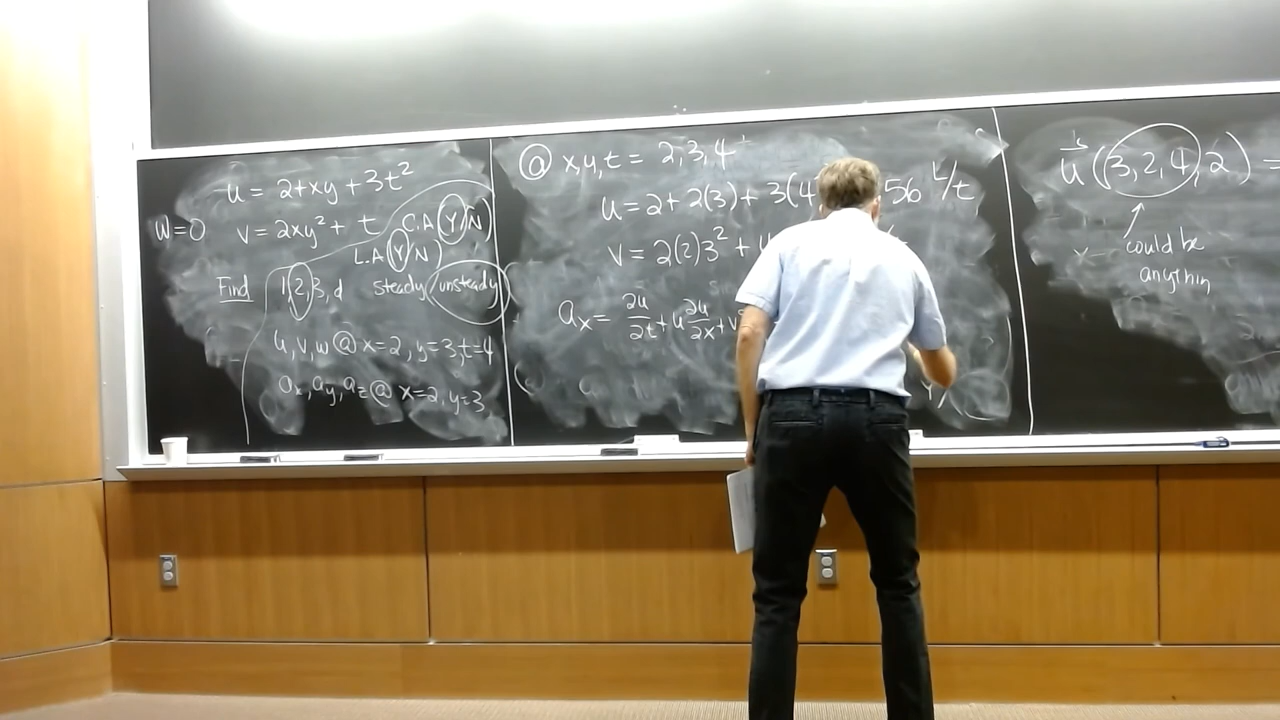 u = 2+xy+3t²
w=0 v = 2xy²+ t C.A (Y/N)
L.A (Y/N)
Find 1,2,3,d steady/unsteady
u,v,w @ x=2, y=3,t=4
ax, ay, az @ x=2, y=3
@ x,y,t = 2,3,4
u=2+2(3)+3(4 56 L/t
v = 2(2)3² +
ax= ∂u/∂t+u∂u/∂x+v
u(3,2,4,2) =
could be
anythin